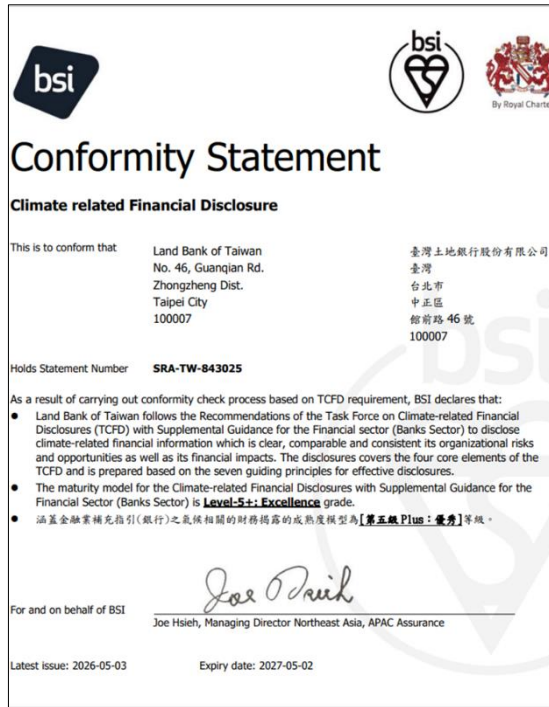 bsi
bsi
By Royal Charte
Conformity Statement
Climate related Financial Disclosure
This is to conform that
Land Bank of Taiwan
No. 46, Guanqian Rd.
Zhongzheng Dist.
Taipei City
100007
臺灣土地銀行股份有限公司
臺灣
台北市
中正區
館前路 46 號
100007
Holds Statement Number SRA-TW-843025
As a result of carrying out conformity check process based on TCFD requirement, BSI declares that:
● Land Bank of Taiwan follows the Recommendations of the Task Force on Climate-related Financial
Disclosures (TCFD) with Supplemental Guidance for the Financial sector (Banks Sector) to disclose
climate-related financial information which is clear, comparable and consistent its organizational risks
and opportunities as well as its financial impacts. The disclosures covers the four core elements of the
TCFD and is prepared based on the seven guiding principles for effective disclosures.
● The maturity model for the Climate-related Financial Disclosures with Supplemental Guidance for the
Financial Sector (Banks Sector) is Level-5+: Excellence grade.
● 涵蓋金融業補充指引(銀行)之氣候相關的財務揭露的成熟度模型為[第五級 Plus：優秀]等級。
Joe Hsieh
For and on behalf of BSI
Joe Hsieh, Managing Director Northeast Asia, APAC Assurance
Latest issue: 2026-05-03 Expiry date: 2027-05-02
bsi